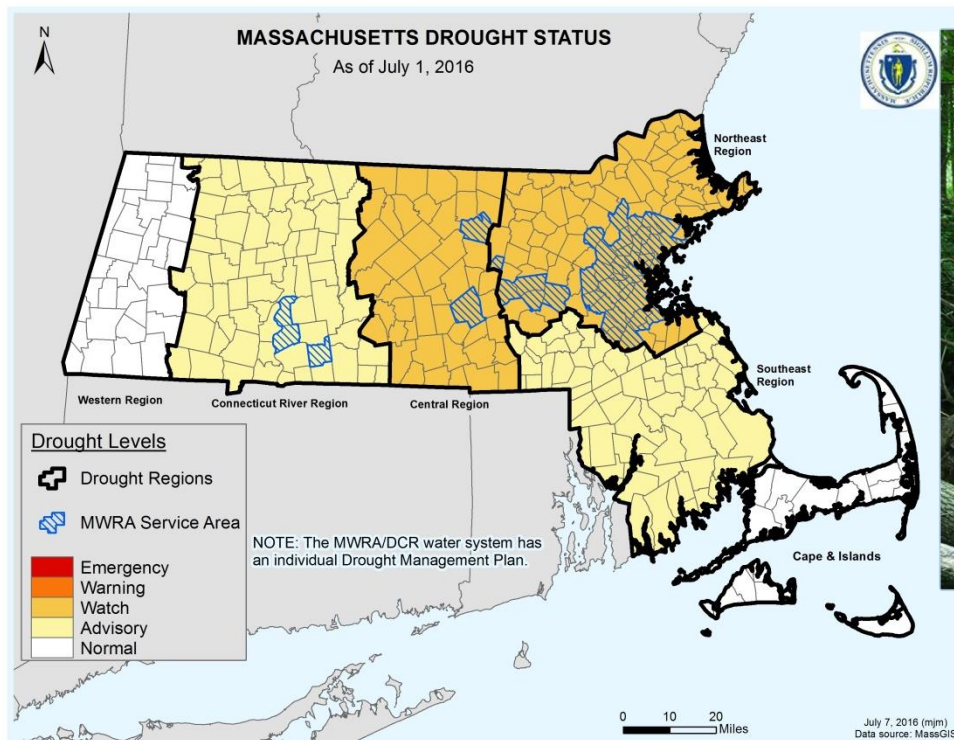 N
MASSACHUSETTS DROUGHT STATUS
As of July 1, 2016
Northeast
Region
Southeast
Region
Western Region
Connecticut River Region
Central Region
Cape & Islands
Drought Levels
Drought Regions
MWRA Service Area
Emergency
Warning
Watch
Advisory
Normal
NOTE: The MWRA/DCR water system has
an individual Drought Management Plan.
0 10 20
Miles
July 7, 2016 (mjm)
Data source: MassGIS